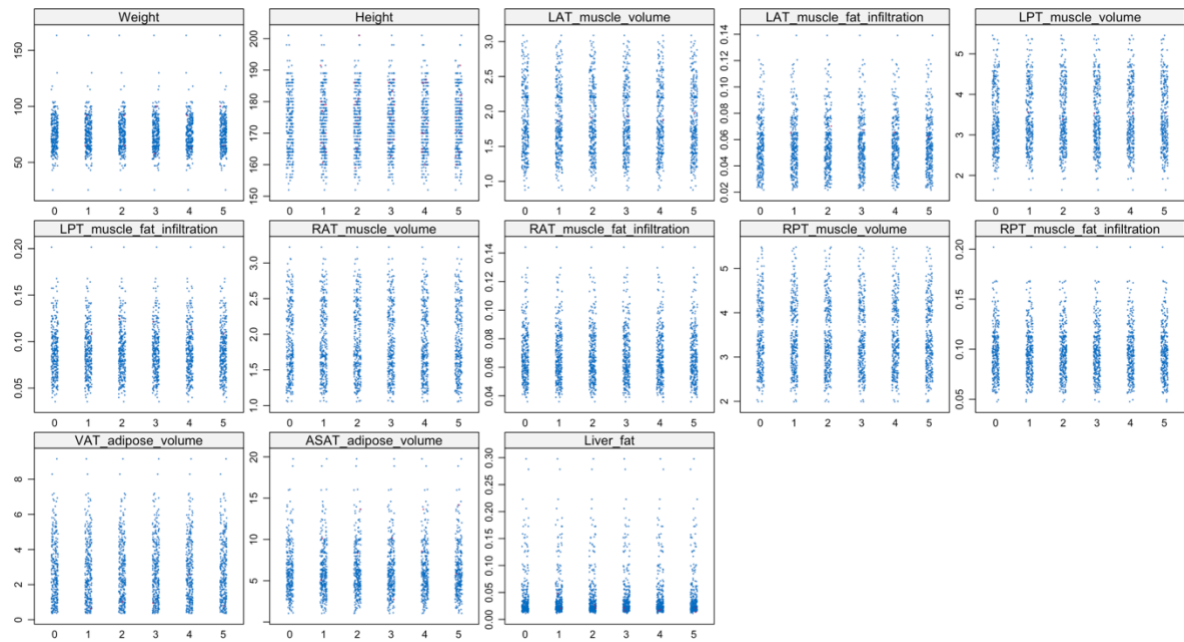 Weight
Height
LAT_muscle_volume
LAT_muscle_fat_infiltration
LPT_muscle_volume
50 100 150
150 160 170 180 190 200
1.0 1.5 2.0 2.5 3.0
0.02 0.04 0.06 0.08 0.10 0.12 0.14
2 3 4 5
0 1 2 3 4 5
0 1 2 3 4 5
0 1 2 3 4 5
0 1 2 3 4 5
0 1 2 3 4 5
LPT_muscle_fat_infiltration
RAT_muscle_volume
RAT_muscle_fat_infiltration
RPT_muscle_volume
RPT_muscle_fat_infiltration
0.05 0.10 0.15 0.20
1.0 1.5 2.0 2.5 3.0
0.04 0.06 0.08 0.10 0.12 0.14
2 3 4 5
0.05 0.10 0.15 0.20
0 1 2 3 4 5
0 1 2 3 4 5
0 1 2 3 4 5
0 1 2 3 4 5
0 1 2 3 4 5
VAT_adipose_volume
ASAT_adipose_volume
Liver_fat
0 2 4 6 8
5 10 15 20
0.00 0.05 0.10 0.15 0.20 0.25 0.30
0 1 2 3 4 5
0 1 2 3 4 5
0 1 2 3 4 5